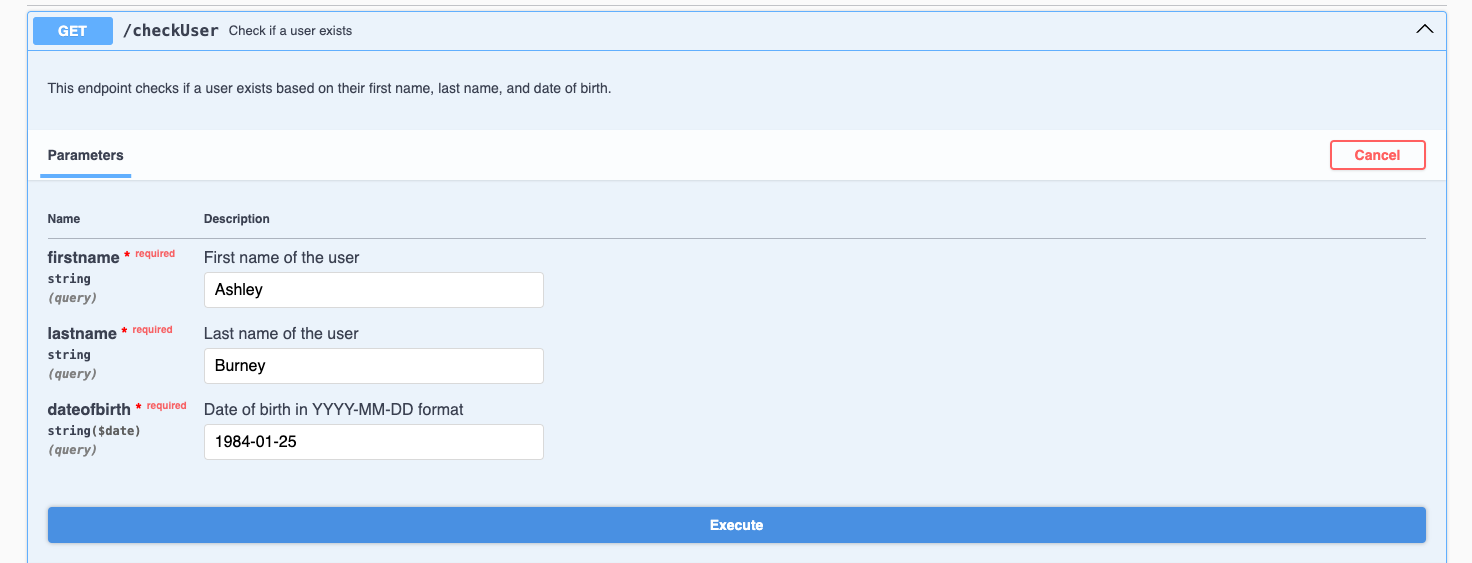 GET /checkUser Check if a user exists
This endpoint checks if a user exists based on their first name, last name, and date of birth.
Parameters Cancel
Name Description
firstname * required First name of the user
string
(query)
Ashley
lastname * required Last name of the user
string
(query)
Burney
dateofbirth * required Date of birth in YYYY-MM-DD format
string($date)
(query)
1984-01-25
Execute